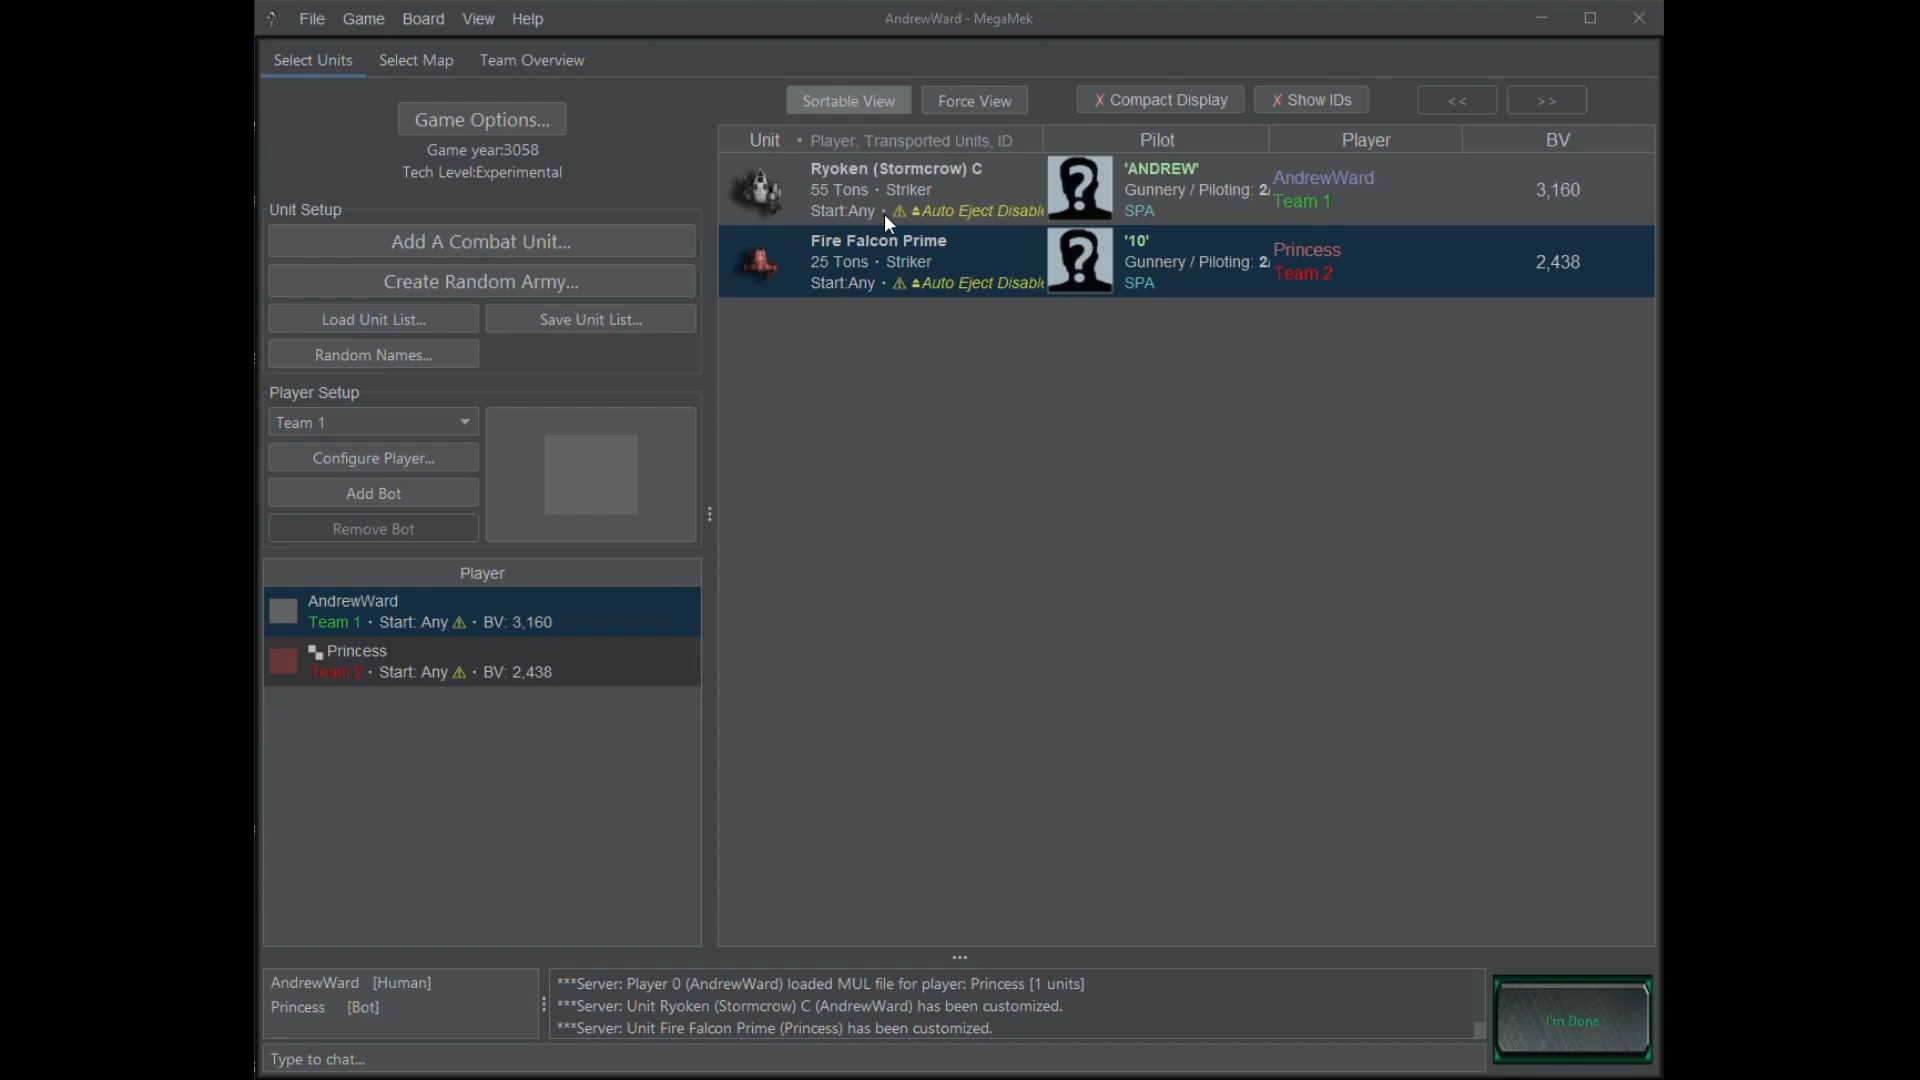 File Game Board View Help
AndrewWard - MegaMek
Select Units Select Map Team Overview
Game Options...
Game year:3058
Tech Level:Experimental
Unit Setup
Add A Combat Unit...
Create Random Army...
Load Unit List... Save Unit List...
Random Names...
Player Setup
Team 1
Configure Player...
Add Bot
Remove Bot
Player
AndrewWard
Team 1 · Start: Any ⚠ · BV: 3,160
Princess
Team 2 · Start: Any ⚠ · BV: 2,438
Sortable View Force View ✗ Compact Display ✗ Show IDs << >>
Unit Player, Transported Units, ID Pilot Player BV
Ryoken (Stormcrow) C
55 Tons · Striker
Start:Any · ⚠ ⏏Auto Eject Disabl
'ANDREW'
Gunnery / Piloting: 2/
SPA
AndrewWard
Team 1
3,160
Fire Falcon Prime
25 Tons · Striker
Start:Any · ⚠ ⏏Auto Eject Disabl
'10'
Gunnery / Piloting: 2/
SPA
Princess
Team 2
2,438
AndrewWard [Human]
Princess [Bot]
***Server: Player 0 (AndrewWard) loaded MUL file for player: Princess [1 units]
***Server: Unit Ryoken (Stormcrow) C (AndrewWard) has been customized.
***Server: Unit Fire Falcon Prime (Princess) has been customized.
I'm Done
Type to chat...